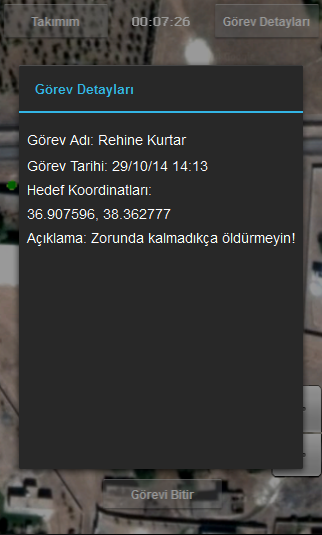 Takımım 00:07:26 Görev Detayları
Görev Detayları
Görev Adı: Rehine Kurtar
Görev Tarihi: 29/10/14 14:13
Hedef Koordinatları:
36.907596, 38.362777
Açıklama: Zorunda kalmadıkça öldürmeyin!
Görevi Bitir